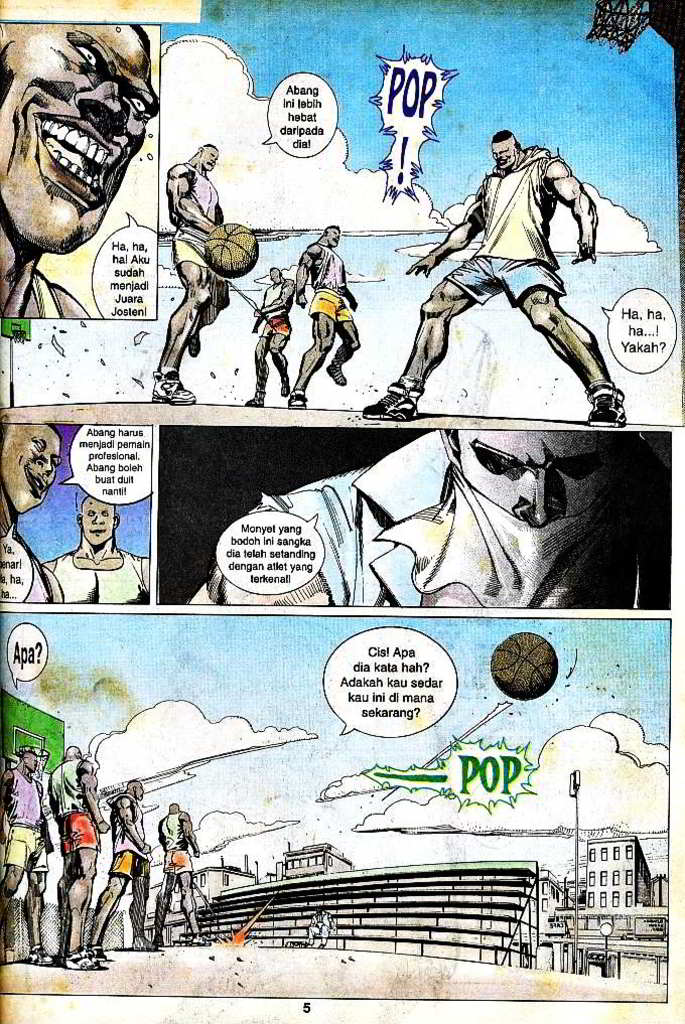 Abang
ini lebih
hebat
daripada
dia!
POP
!
Ha, ha,
ha! Aku
sudah
menjadi
Juara
Josten!
Ha, ha,
ha...!
Yakah?
Abang harus
menjadi pemain
profesional.
Abang boleh
buat duit
nanti!
Ya,
ha,
ha...
Monyet yang
bodoh ini sangka
dia telah setanding
dengan atlet yang
terkenal!
Apa?
Cis! Apa
dia kata hah?
Adakah kau sedar
kau ini di mana
sekarang?
POP
5